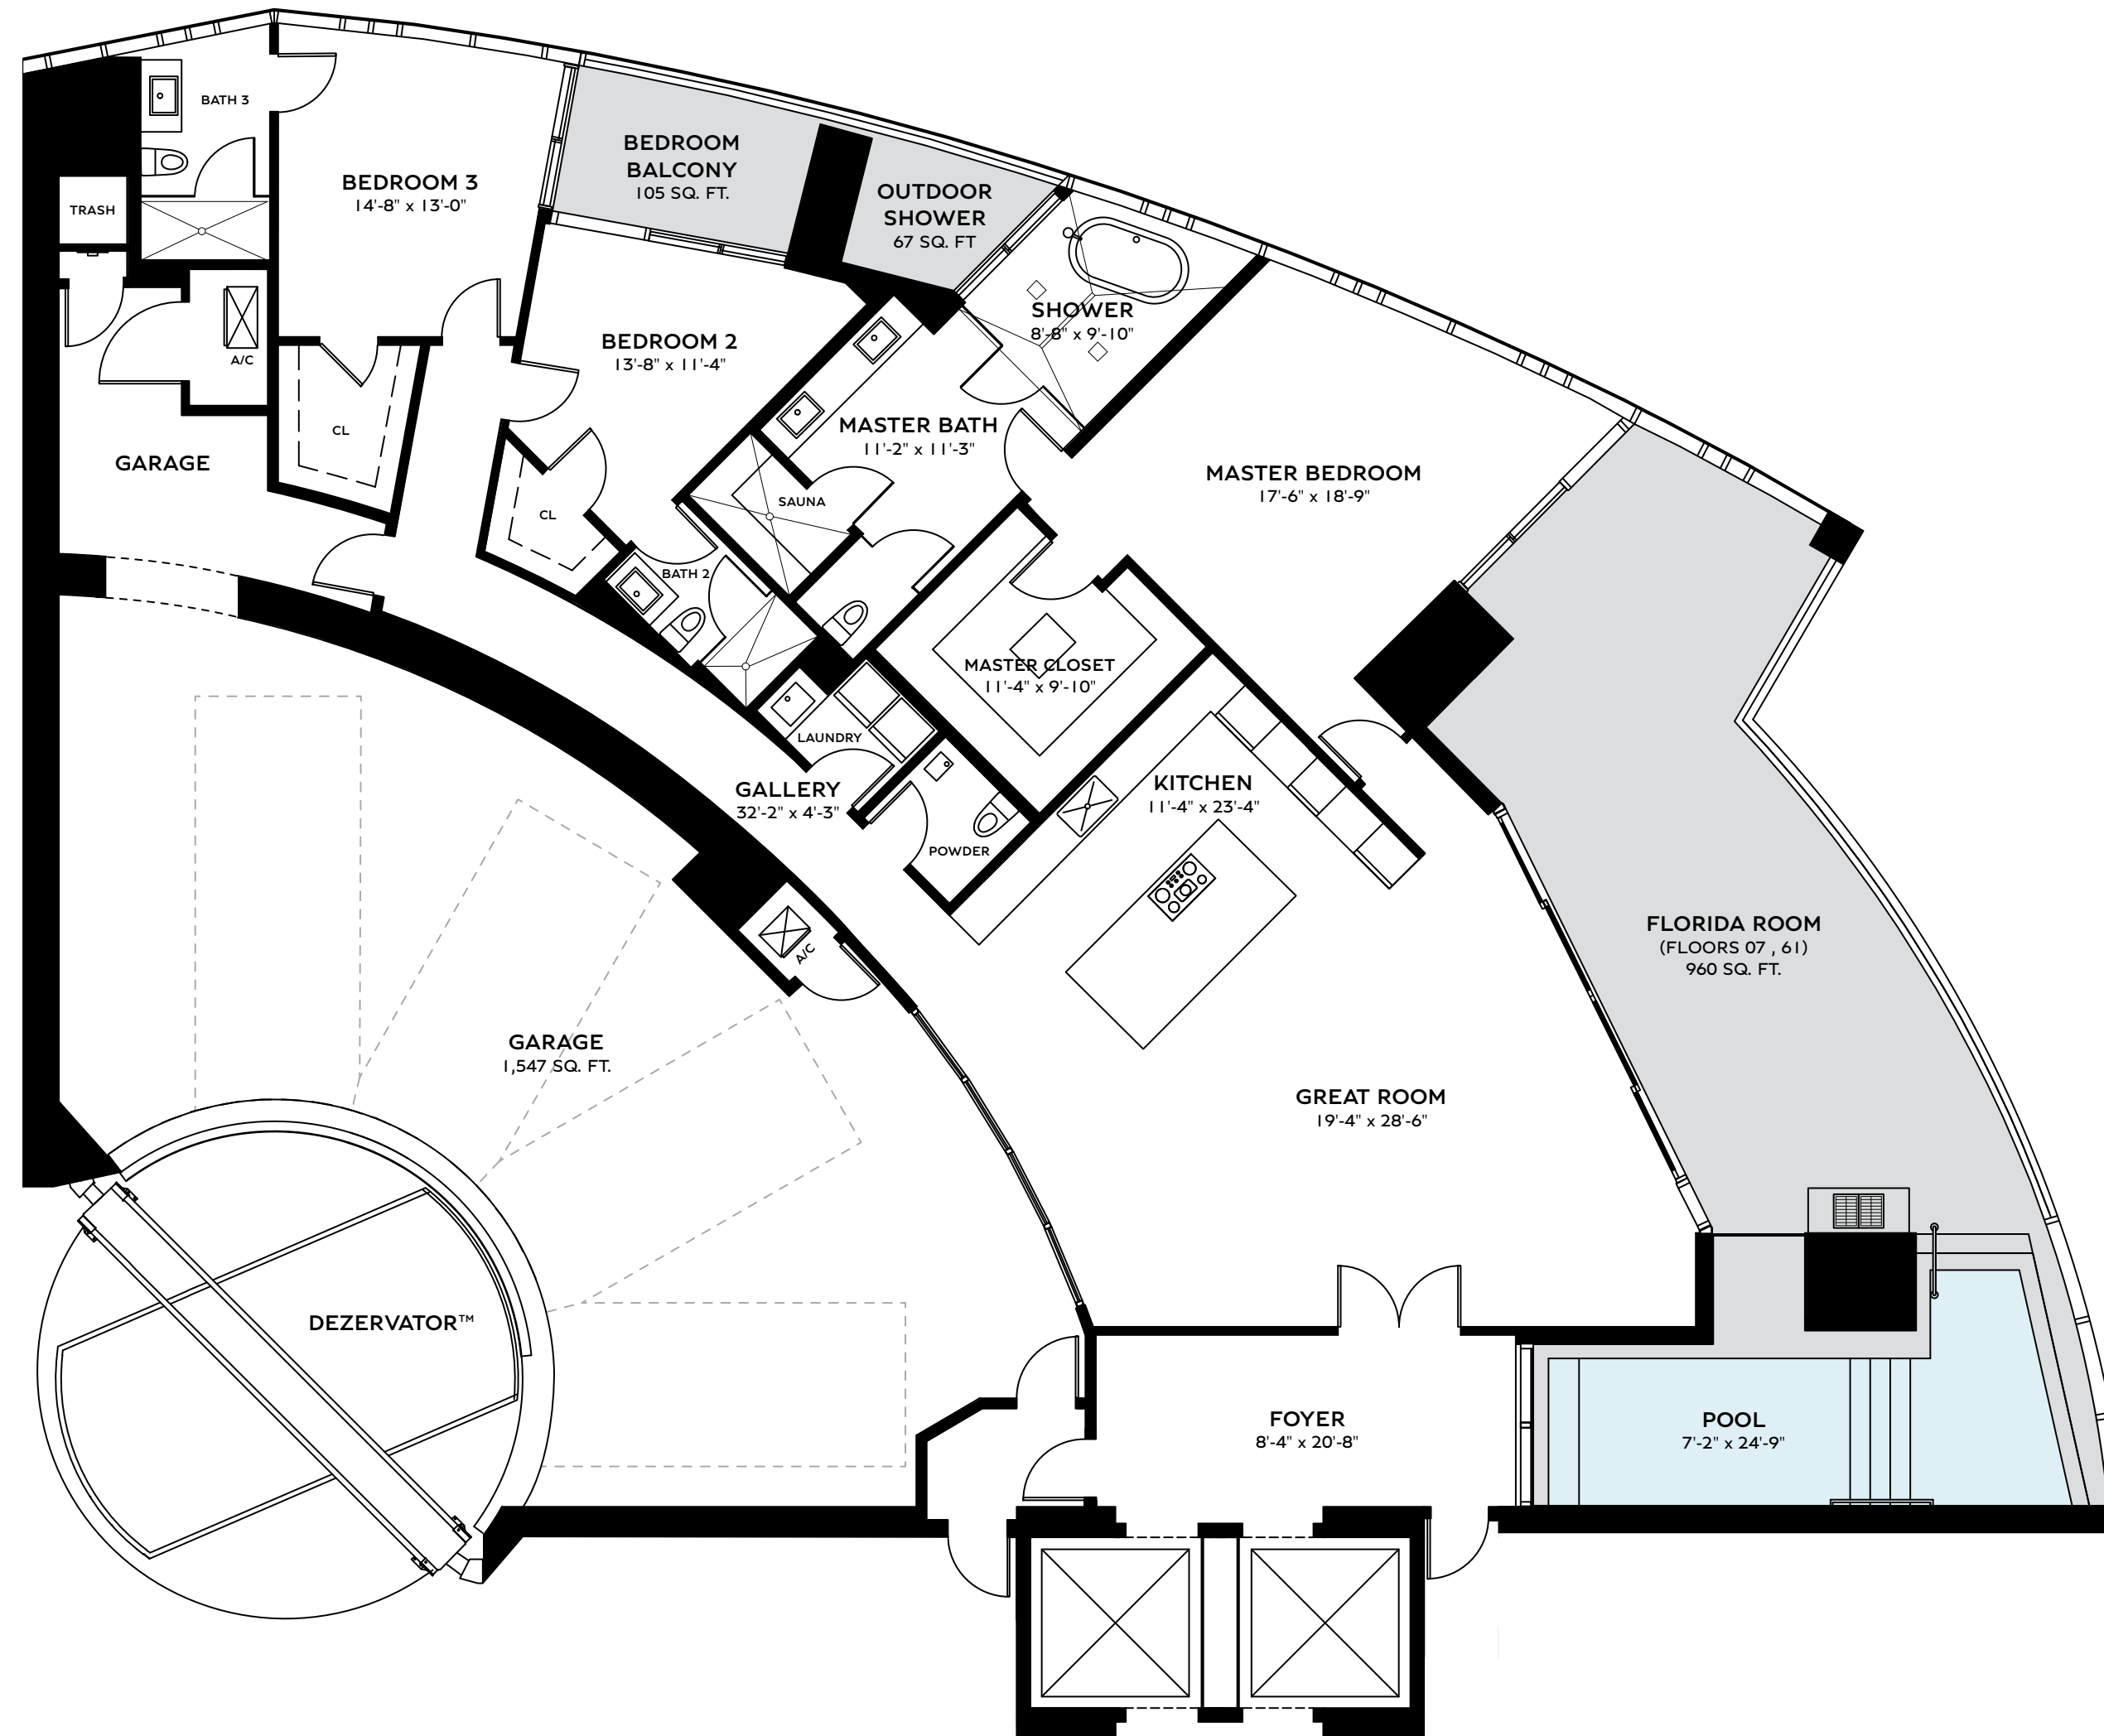 BATH 3
BEDROOM 3
14'-8" x 13'-0"
BEDROOM
BALCONY
105 SQ. FT.
OUTDOOR
SHOWER
67 SQ. FT
TRASH
A/C
SHOWER
8'-8" x 9'-10"
BEDROOM 2
13'-8" x 11'-4"
CL
GARAGE
MASTER BATH
11'-2" x 11'-3"
MASTER BEDROOM
17'-6" x 18'-9"
SAUNA
CL
BATH 2
MASTER CLOSET
11'-4" x 9'-10"
LAUNDRY
GALLERY
32'-2" x 4'-3"
KITCHEN
11'-4" x 23'-4"
POWDER
A/C
FLORIDA ROOM
(FLOORS 07 , 61)
960 SQ. FT.
GARAGE
1,547 SQ. FT.
GREAT ROOM
19'-4" x 28'-6"
DEZERVATOR™
FOYER
8'-4" x 20'-8"
POOL
7'-2" x 24'-9"